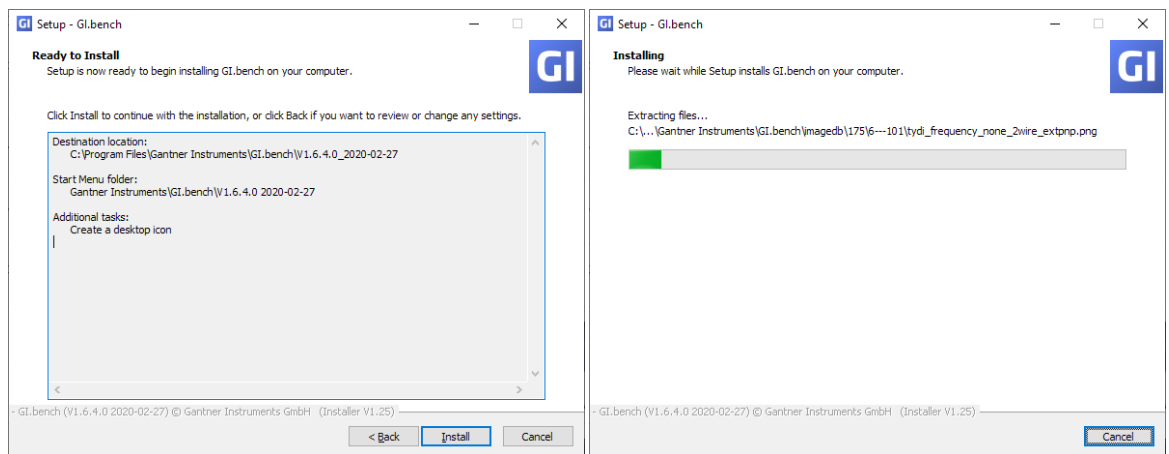 GI Setup - GI.bench
Ready to Install
Setup is now ready to begin installing GI.bench on your computer.
GI
Click Install to continue with the installation, or click Back if you want to review or change any settings.
Destination location:
C:\Program Files\Gantner Instruments\GI.bench\V1.6.4.0_2020-02-27
Start Menu folder:
Gantner Instruments\GI.bench\V1.6.4.0 2020-02-27
Additional tasks:
Create a desktop icon
GI.bench (V1.6.4.0 2020-02-27) © Gantner Instruments GmbH (Installer V1.25)
< Back Install Cancel
GI Setup - GI.bench
Installing
Please wait while Setup installs GI.bench on your computer.
GI
Extracting files...
C:\...\Gantner Instruments\GI.bench\imagedb\175\6---101\tydi_frequency_none_2wire_extpnp.png
GI.bench (V1.6.4.0 2020-02-27) © Gantner Instruments GmbH (Installer V1.25)
Cancel